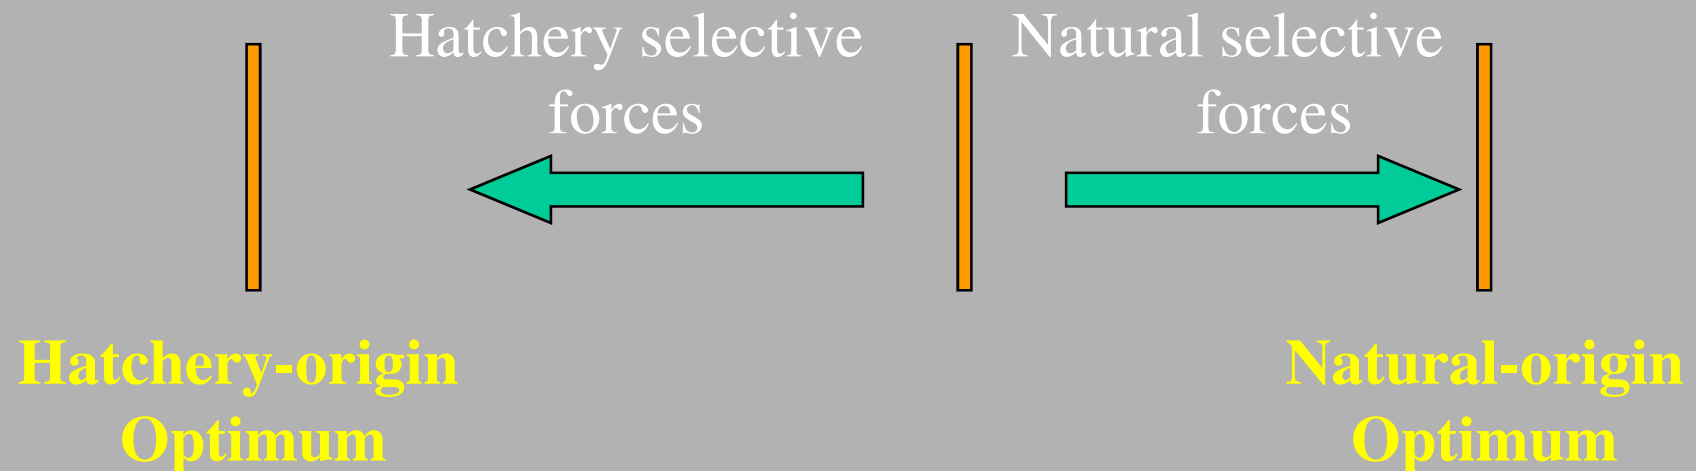 Hatchery selective
forces
Natural selective
forces
Hatchery-origin
Optimum
Natural-origin
Optimum